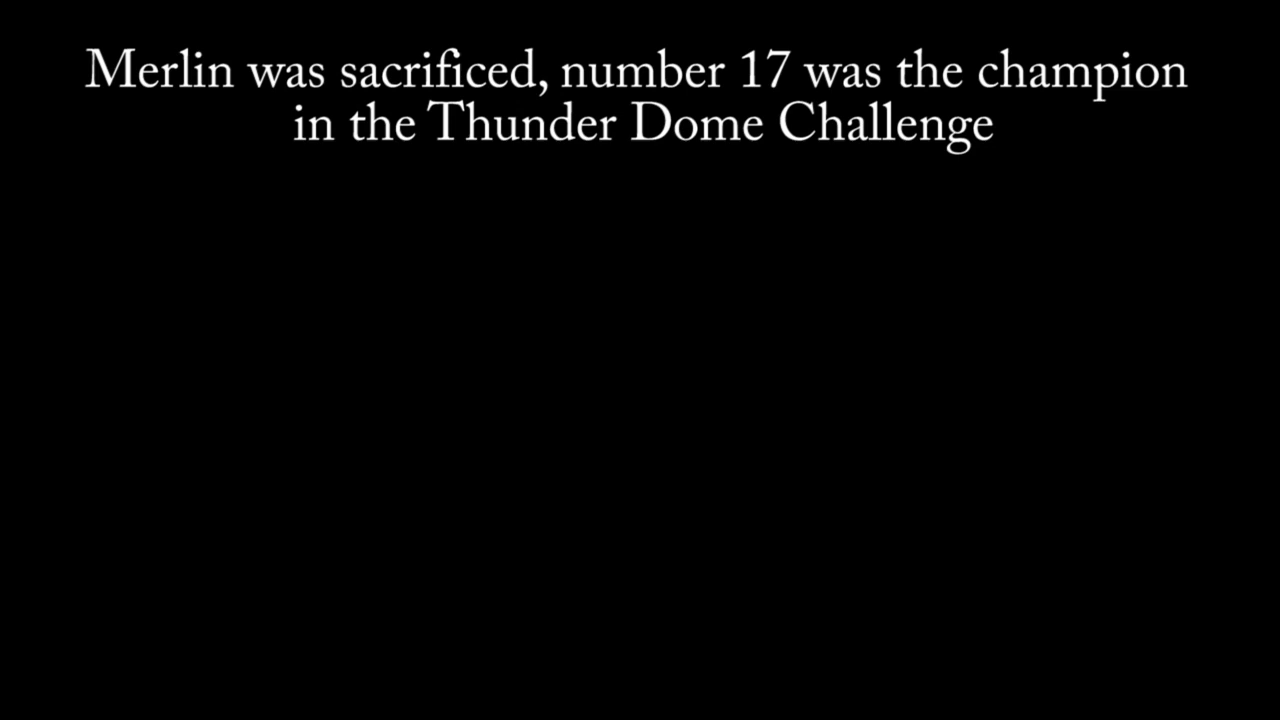 Merlin was sacrificed, number 17 was the champion
in the Thunder Dome Challenge